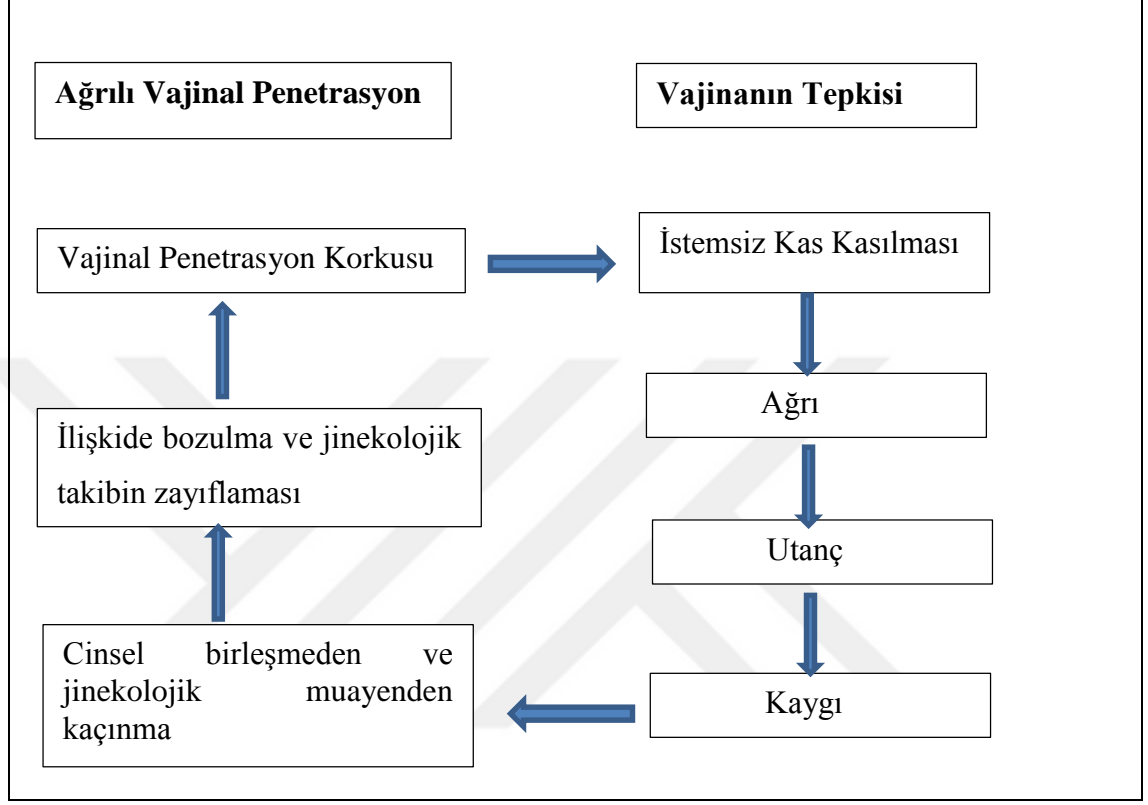 Ağrılı Vajinal Penetrasyon
Vajinanın Tepkisi
Vajinal Penetrasyon Korkusu
İstemsiz Kas Kasılması
Ağrı
İlişkide bozulma ve jinekolojik
takibin zayıflaması
Utanç
Cinsel birleşmeden ve
jinekolojik muayenden
kaçınma
Kaygı